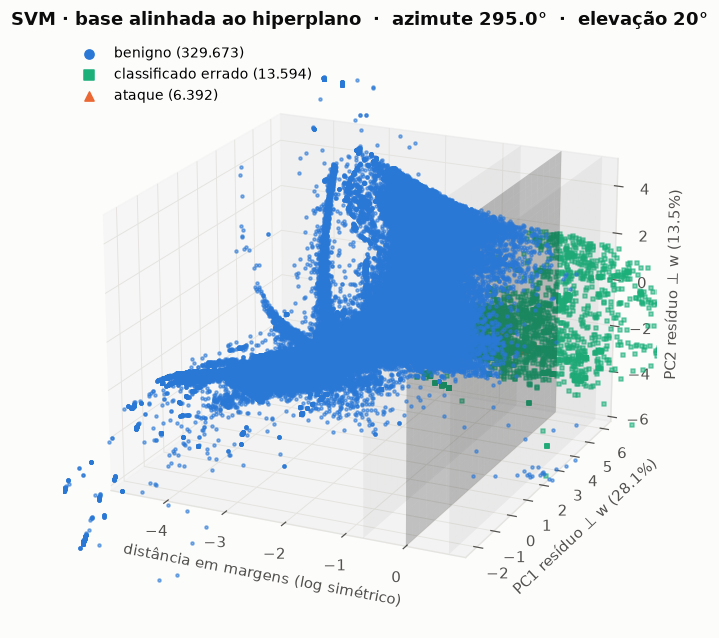 SVM · base alinhada ao hiperplano · azimute 295.0° · elevação 20°
benigno (329.673)
classificado errado (13.594)
ataque (6.392)
4
2
0
−2
−4
−6
PC2 resíduo ⊥ w (13.5%)
6
5
4
3
2
1
0
−1
−2
PC1 resíduo ⊥ w (28.1%)
−4
−3
−2
−1
0
distância em margens (log simétrico)